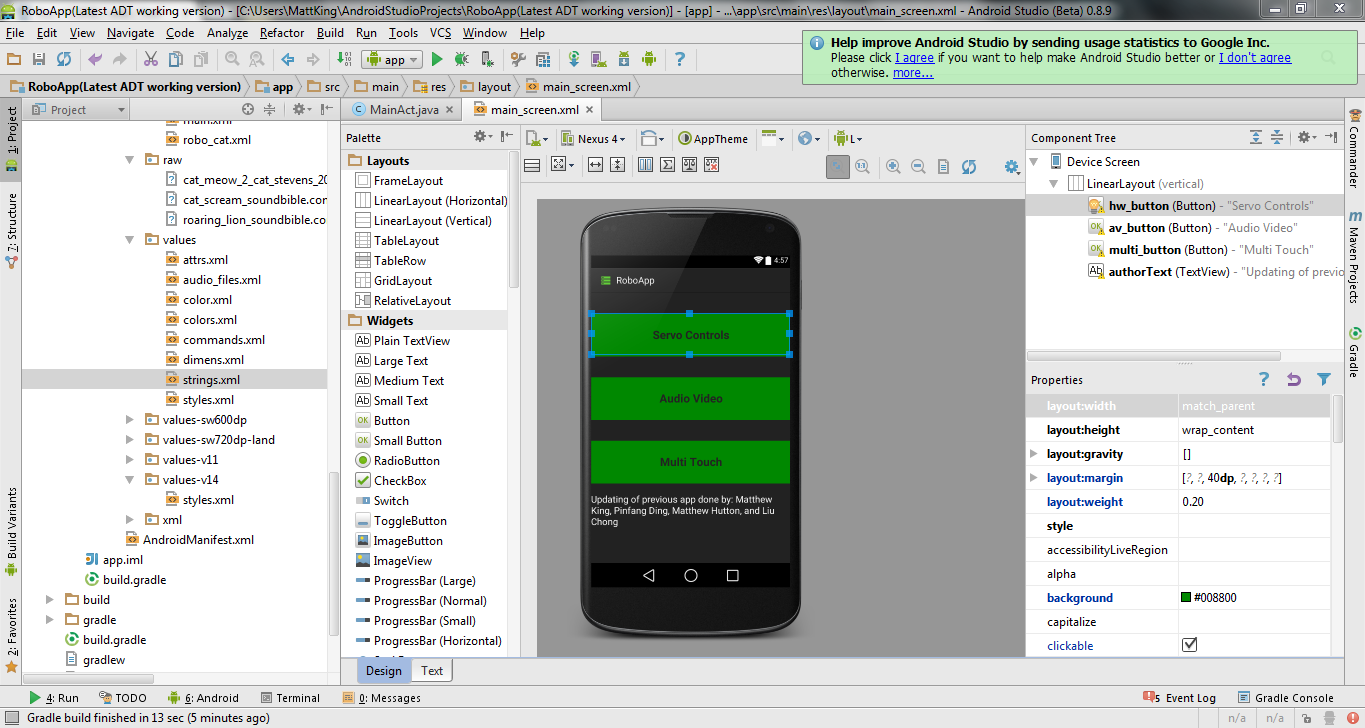 RoboApp(Latest ADT working version) - [C:\Users\MattKing\AndroidStudioProjects\RoboApp(Latest ADT working version)] - [app] - ...\app\src\main\res\layout\main_screen.xml - Android Studio (Beta) 0.8.9
File Edit View Navigate Code Analyze Refactor Build Run Tools VCS Window Help
Help improve Android Studio by sending usage statistics to Google Inc.
Please click I agree if you want to help make Android Studio better or I don't agree
otherwise. more...
app
RoboApp(Latest ADT working version) app src main res layout main_screen.xml
Project
MainAct.java
main_screen.xml
1: Project
7: Structure
Build Variants
2: Favorites
robo_cat.xml
raw
cat_meow_2_cat_stevens_20
cat_scream_soundbible.con
roaring_lion_soundbible.co
values
attrs.xml
audio_files.xml
color.xml
colors.xml
commands.xml
dimens.xml
strings.xml
styles.xml
values-sw600dp
values-sw720dp-land
values-v11
values-v14
styles.xml
xml
AndroidManifest.xml
app.iml
build.gradle
build
gradle
build.gradle
gradlew
Palette
Layouts
FrameLayout
LinearLayout (Horizontal)
LinearLayout (Vertical)
TableLayout
TableRow
GridLayout
RelativeLayout
Widgets
Ab Plain TextView
Ab Large Text
Ab Medium Text
Ab Small Text
OK Button
OK Small Button
RadioButton
CheckBox
Switch
ToggleButton
ImageButton
ImageView
ProgressBar (Large)
ProgressBar (Normal)
ProgressBar (Small)
ProgressBar (Horizontal)
Nexus 4
AppTheme
4:57
RoboApp
Servo Controls
Audio Video
Multi Touch
Updating of previous app done by: Matthew
King, Pinfang Ding, Matthew Hutton, and Liu
Chong
Design Text
Component Tree
Device Screen
LinearLayout (vertical)
hw_button (Button) - "Servo Controls"
OK av_button (Button) - "Audio Video"
OK multi_button (Button) - "Multi Touch"
Ab authorText (TextView) - "Updating of previo
Properties
layout:width match_parent
layout:height wrap_content
layout:gravity []
layout:margin [?, ?, 40dp, ?, ?, ?, ?]
layout:weight 0.20
style
accessibilityLiveRegion
alpha
background #008800
capitalize
clickable
Commander
m Maven Projects
Gradle
4: Run TODO 6: Android Terminal 0: Messages
5 Event Log Gradle Console
Gradle build finished in 13 sec (5 minutes ago)
n/a n/a